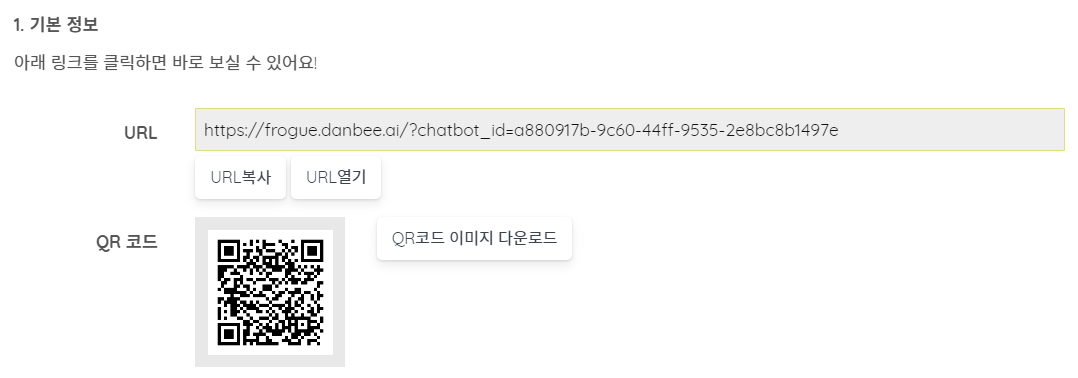 1. 기본 정보
아래 링크를 클릭하면 바로 보실 수 있어요!
URL
https://frogue.danbee.ai/?chatbot_id=a880917b-9c60-44ff-9535-2e8bc8b1497e
URL복사 URL열기
QR 코드
QR코드 이미지 다운로드